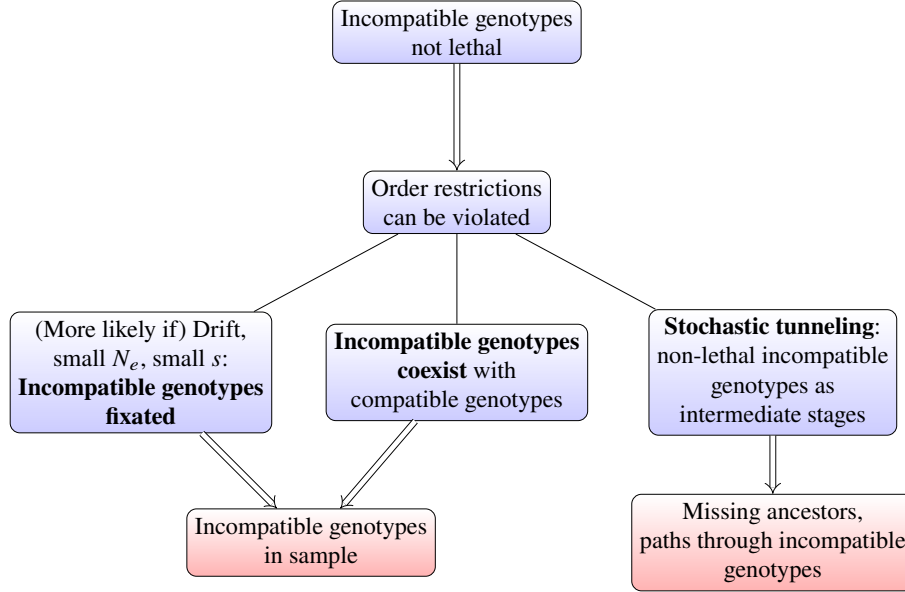 Incompatible genotypes
not lethal
Order restrictions
can be violated
(More likely if) Drift,
small Nₑ, small s:
Incompatible genotypes
fixated
Incompatible genotypes
coexist with
compatible genotypes
Stochastic tunneling:
non-lethal incompatible
genotypes as
intermediate stages
Incompatible genotypes
in sample
Missing ancestors,
paths through incompatible
genotypes